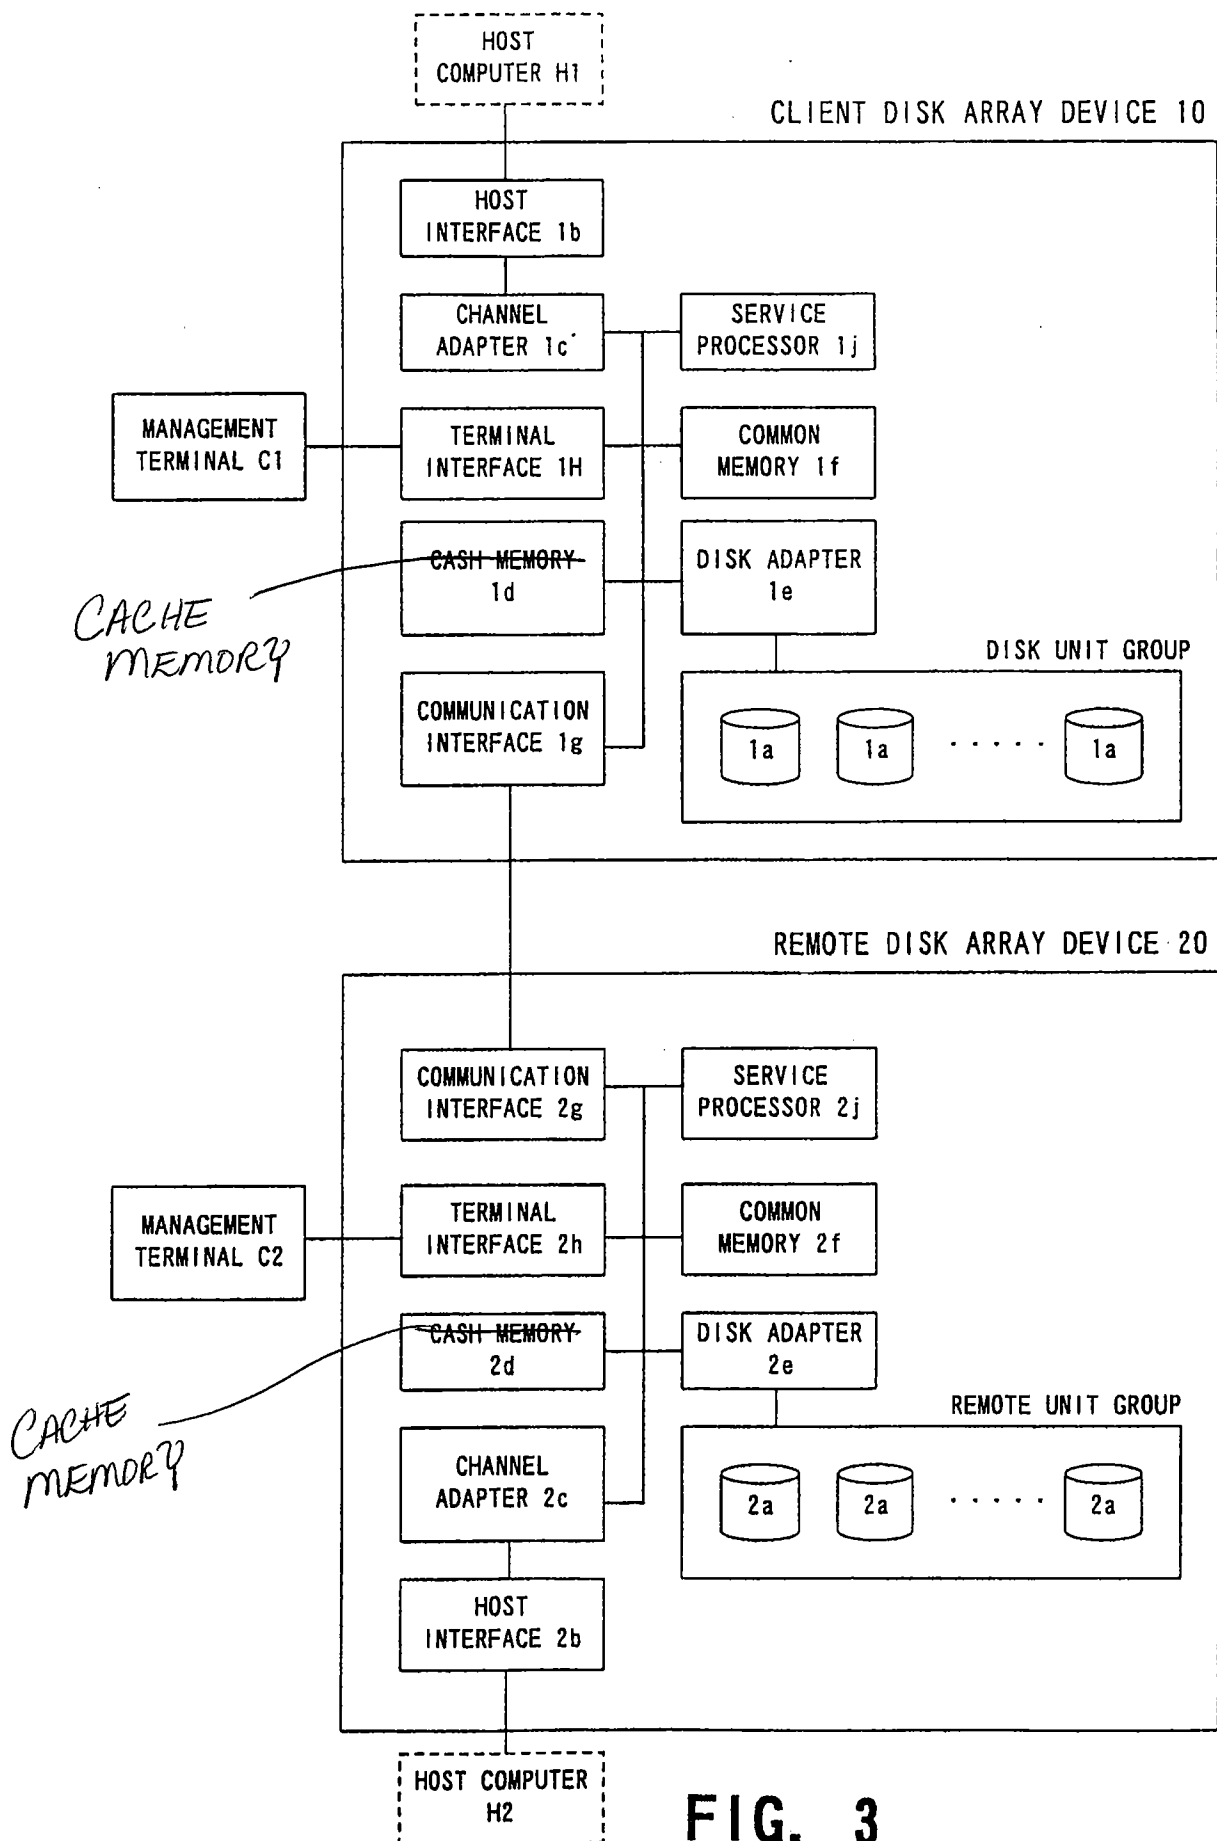 HOST
COMPUTER H1
CLIENT DISK ARRAY DEVICE 10
HOST
INTERFACE 1b
CHANNEL
ADAPTER 1c
SERVICE
PROCESSOR 1j
MANAGEMENT
TERMINAL C1
TERMINAL
INTERFACE 1H
COMMON
MEMORY 1f
CASH MEMORY
1d
DISK ADAPTER
1e
CACHE
MEMORY
DISK UNIT GROUP
COMMUNICATION
INTERFACE 1g
1a
1a
. . . . .
1a
REMOTE DISK ARRAY DEVICE 20
COMMUNICATION
INTERFACE 2g
SERVICE
PROCESSOR 2j
MANAGEMENT
TERMINAL C2
TERMINAL
INTERFACE 2h
COMMON
MEMORY 2f
CASH MEMORY
2d
DISK ADAPTER
2e
CACHE
MEMORY
REMOTE UNIT GROUP
CHANNEL
ADAPTER 2c
2a
2a
. . . . .
2a
HOST
INTERFACE 2b
HOST COMPUTER
H2
FIG. 3